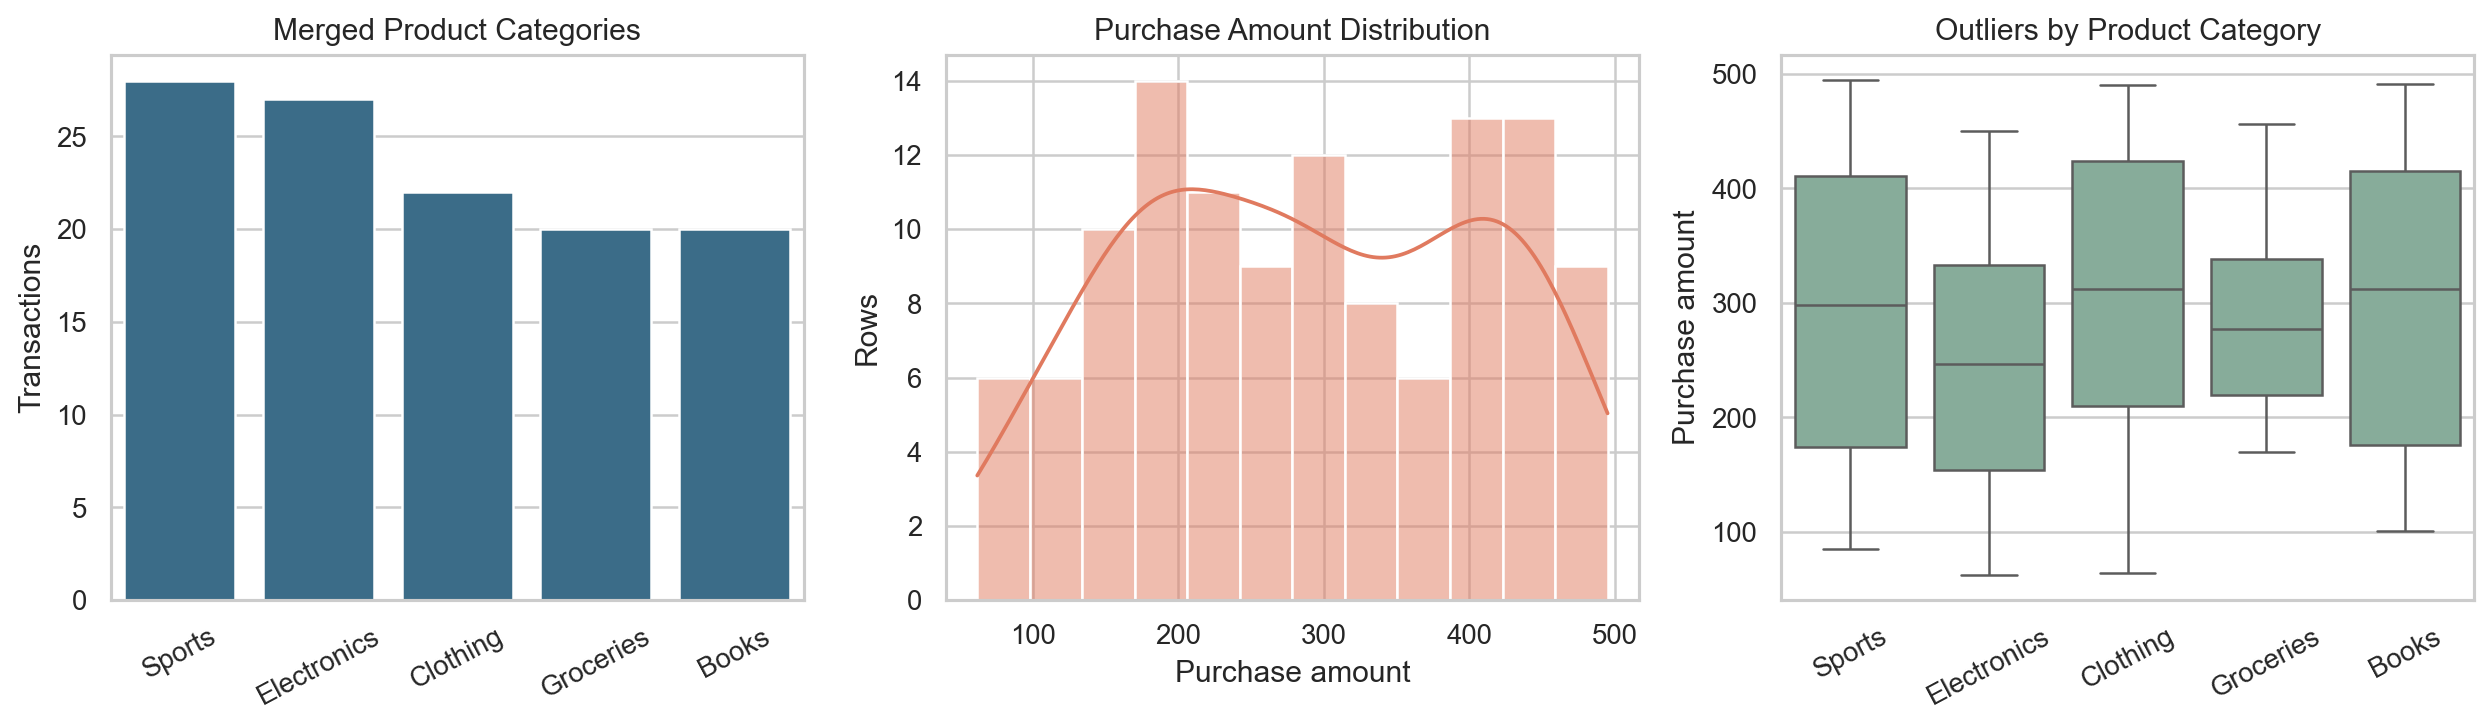 Merged Product Categories
Transactions
25
20
15
10
5
0
Sports
Electronics
Clothing
Groceries
Books
Purchase Amount Distribution
Rows
14
12
10
8
6
4
2
0
100
200
300
400
500
Purchase amount
Outliers by Product Category
Purchase amount
500
400
300
200
100
Sports
Electronics
Clothing
Groceries
Books